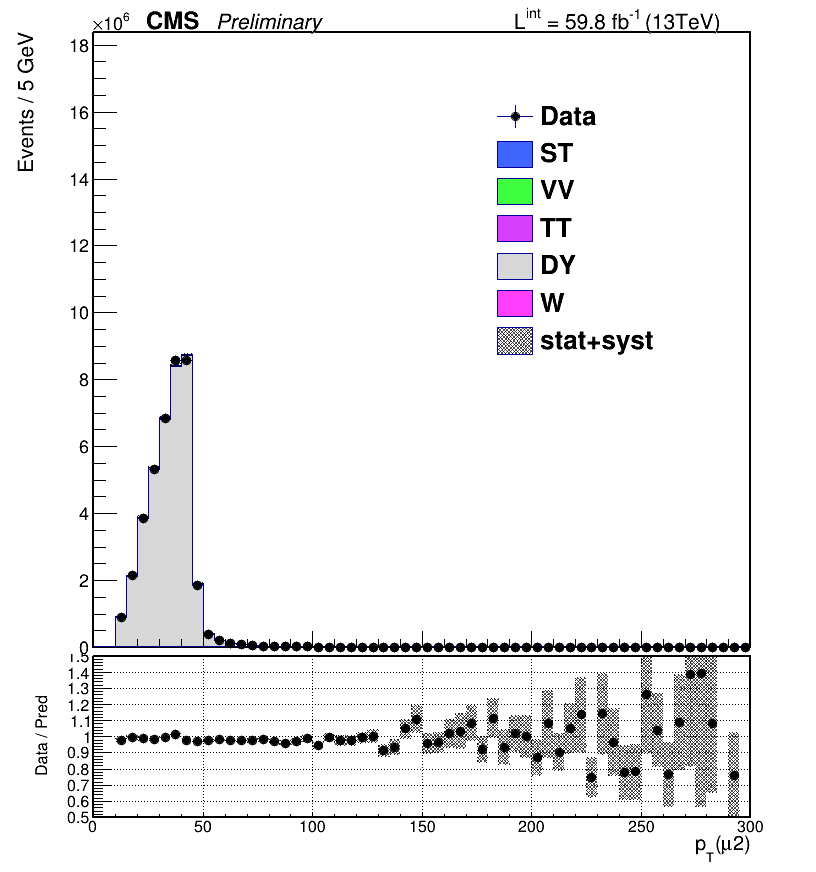 ×10⁶ CMS Preliminary Lⁱⁿᵗ = 59.8 fb⁻¹ (13TeV)
Events / 5 GeV
18
16
14
12
10
8
6
4
2
0
Data
ST
VV
TT
DY
W
stat+syst
Data / Pred
1.5
1.4
1.3
1.2
1.1
1
0.9
0.8
0.7
0.6
0.5
0 50 100 150 200 250 300
p_T(μ2)